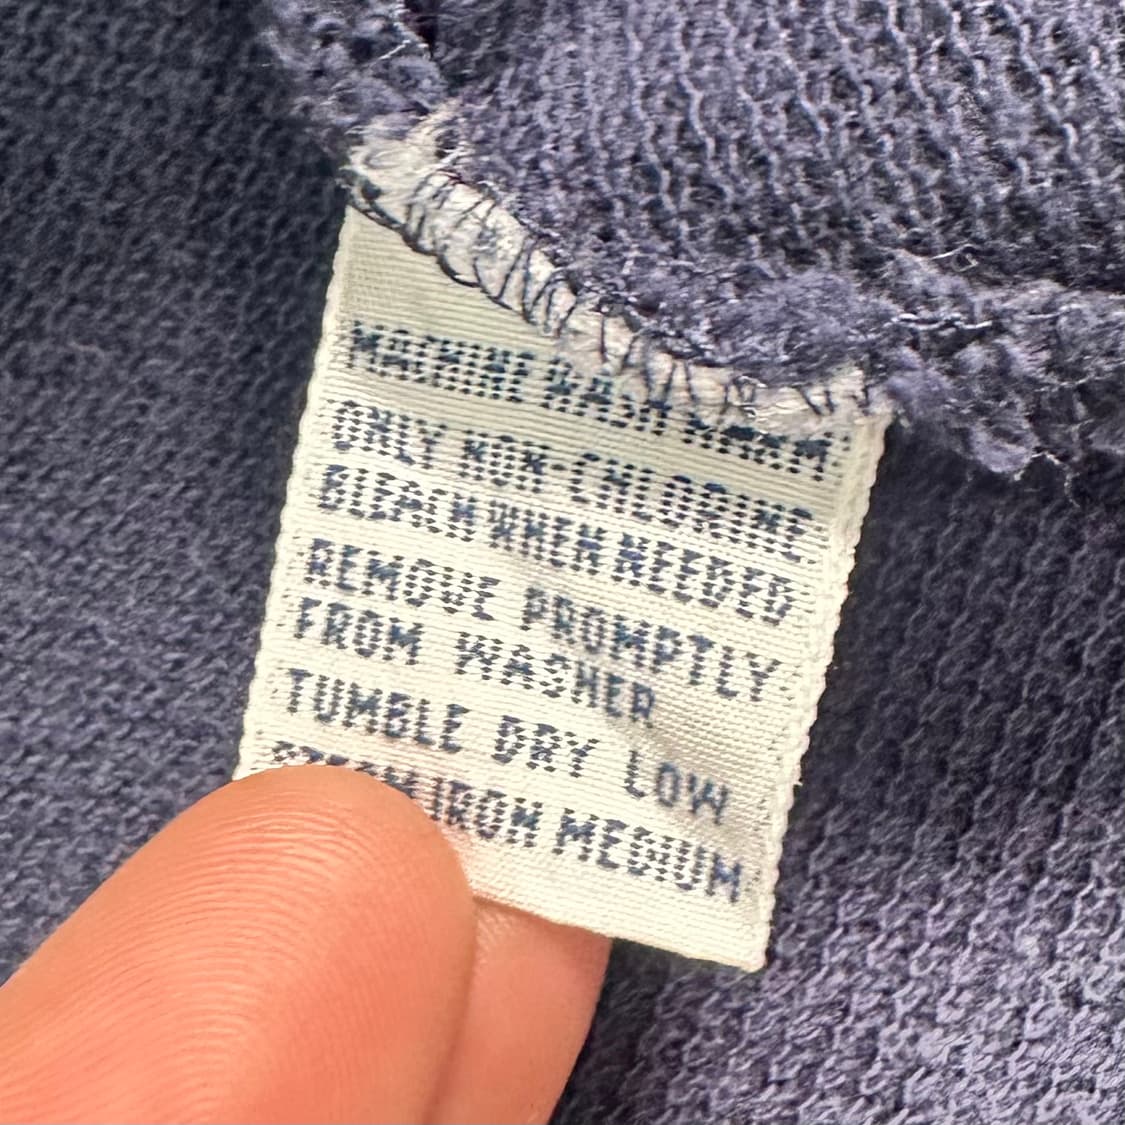 MACHINE WASH WARM
ONLY NON-CHLORINE
BLEACH WHEN NEEDED
REMOVE PROMPTLY
FROM WASHER
TUMBLE DRY LOW
IRON MEDIUM